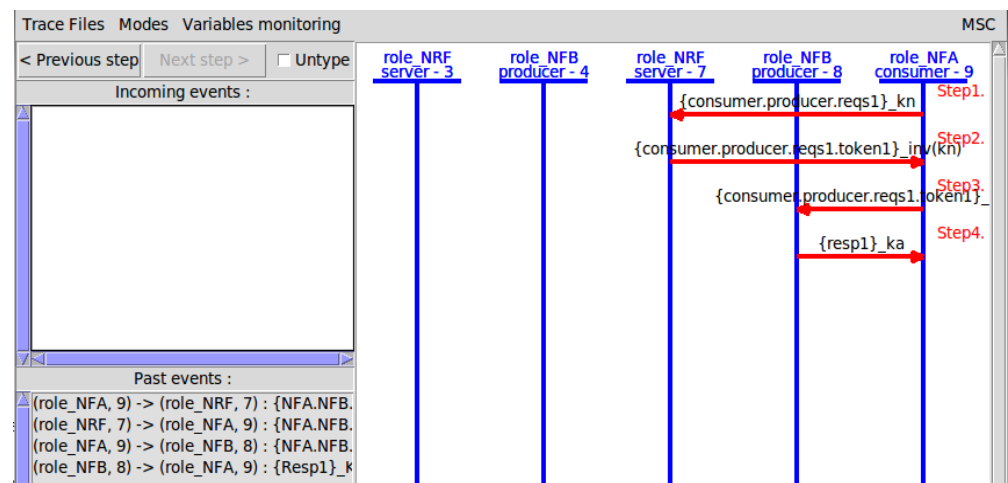 Trace Files Modes Variables monitoring MSC
< Previous step Next step > Untype
Incoming events :
Past events :
(role_NFA, 9) -> (role_NRF, 7) : {NFA.NFB.
(role_NRF, 7) -> (role_NFA, 9) : {NFA.NFB.
(role_NFA, 9) -> (role_NFB, 8) : {NFA.NFB.
(role_NFB, 8) -> (role_NFA, 9) : {Resp1}_K
role_NRF role_NFB role_NRF role_NFB role_NFA
server - 3 producer - 4 server - 7 producer - 8 consumer - 9
Step1.
{consumer.producer.reqs1}_kn
Step2.
{consumer.producer.reqs1.token1}_inv(kn)
Step3.
{consumer.producer.reqs1.token1}_
Step4.
{resp1}_ka